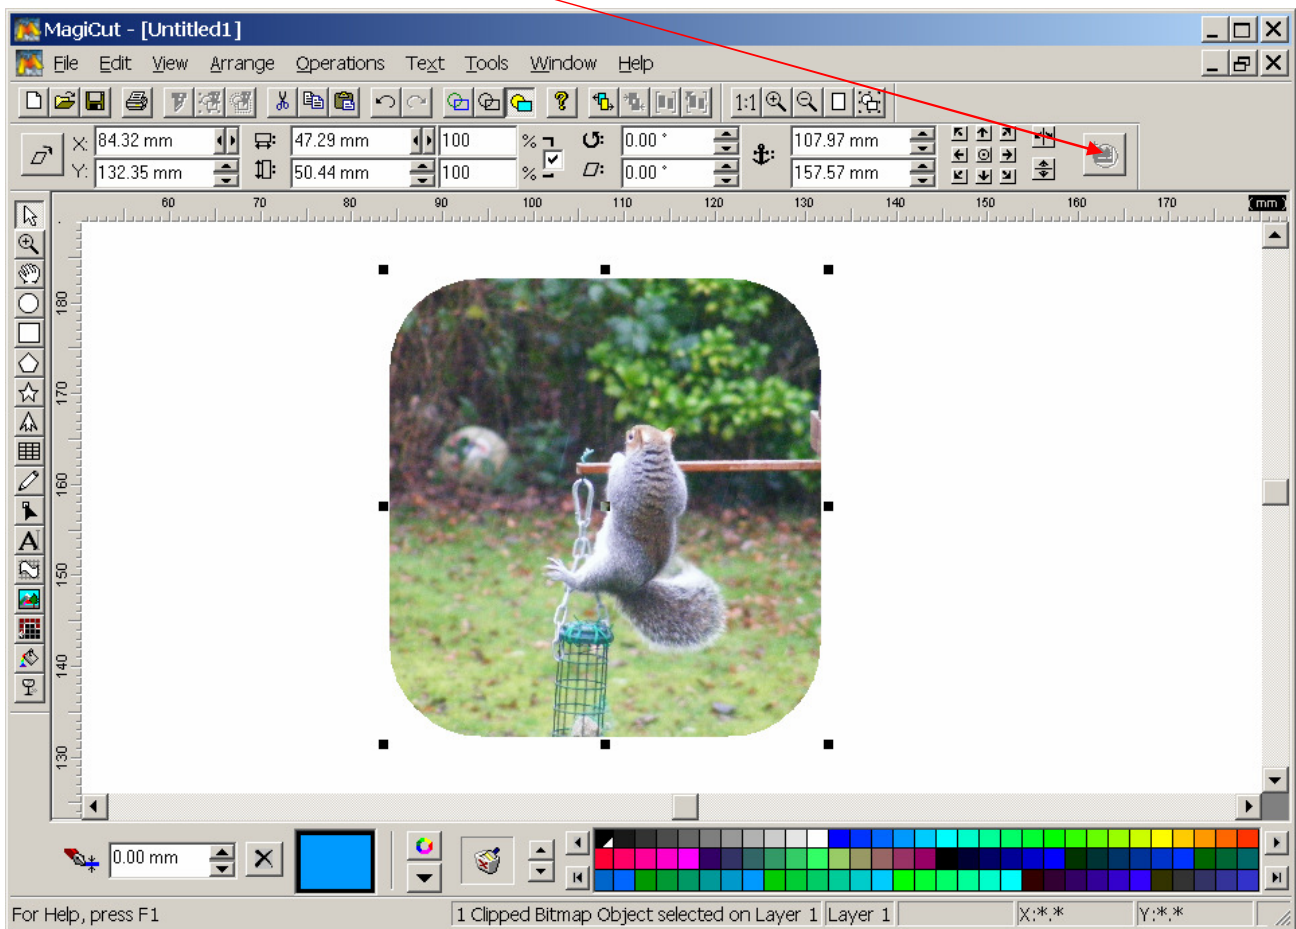 MagiCut - [Untitled1]
File Edit View Arrange Operations Text Tools Window Help
1:1
X: 84.32 mm 47.29 mm 100 % 0.00 ° 107.97 mm
Y: 132.35 mm 50.44 mm 100 % 0.00 ° 157.57 mm
60 70 80 90 100 110 120 130 140 150 160 170 (mm)
180
170
160
150
140
130
A
0.00 mm
For Help, press F1 1 Clipped Bitmap Object selected on Layer 1 Layer 1 X:*.* Y:*.*